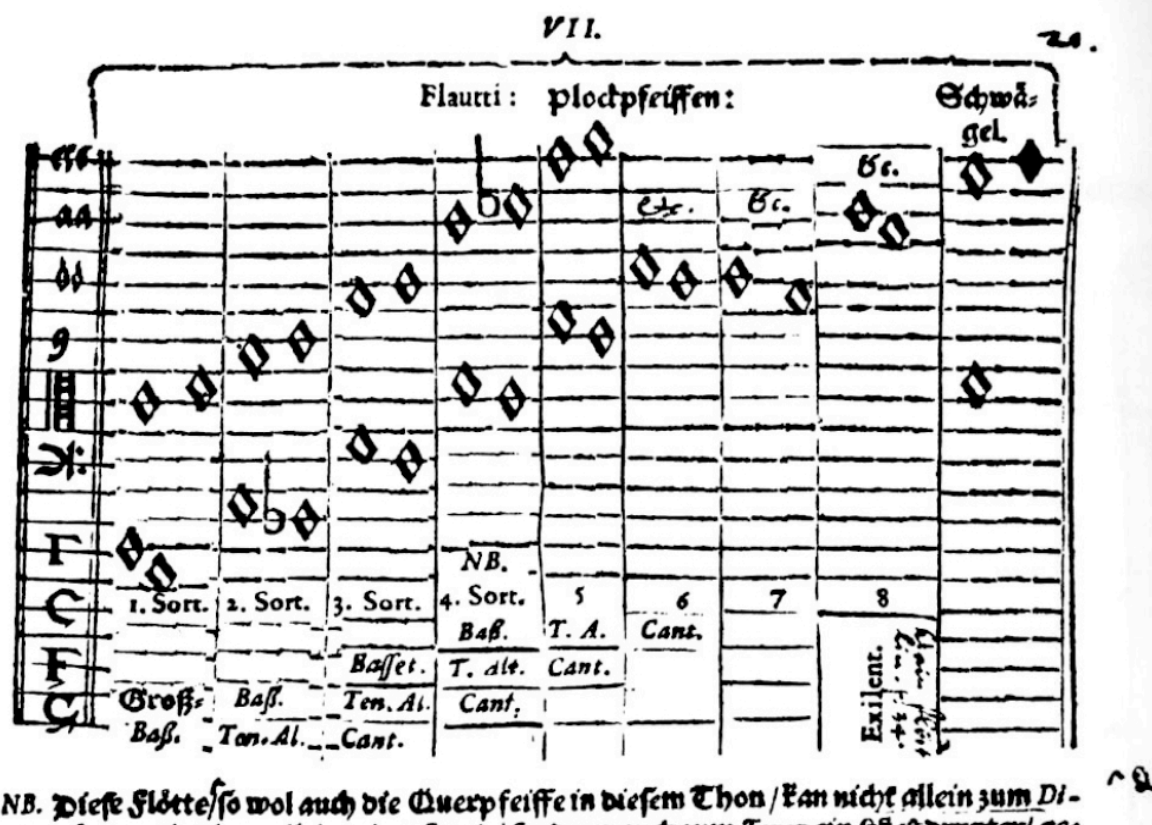 VII.
Flautti: Plockpfeiffen: Schwä-
gel.
aa &c. &c. &c.
dd
g
Γ NB.
C 1. Sort. 2. Sort. 3. Sort. 4. Sort. 5 6 7 8
Baß. T. A. Cant.
F Basset. T. Alt. Cant. Exilent.
Groß- Baß. Ten. Al. Cant.
Baß. Ten. Al. Cant.
NB. Diese Flötte/so wol auch die Querpfeiffe in diesem Thon/kan nicht allein zum Di-